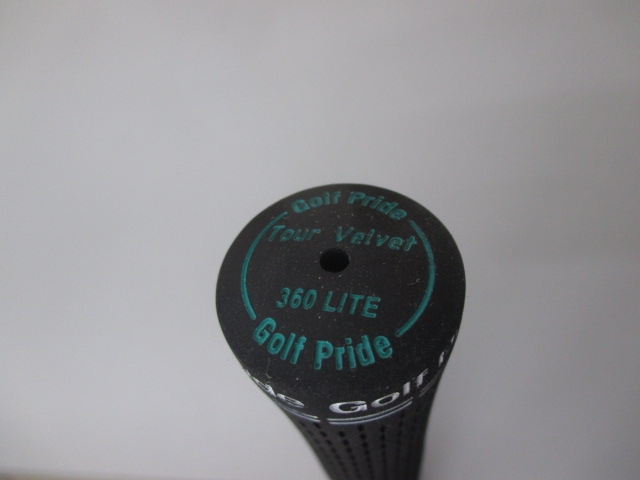 Golf Pride
Tour Velvet
360 LITE
Golf Pride
Golf